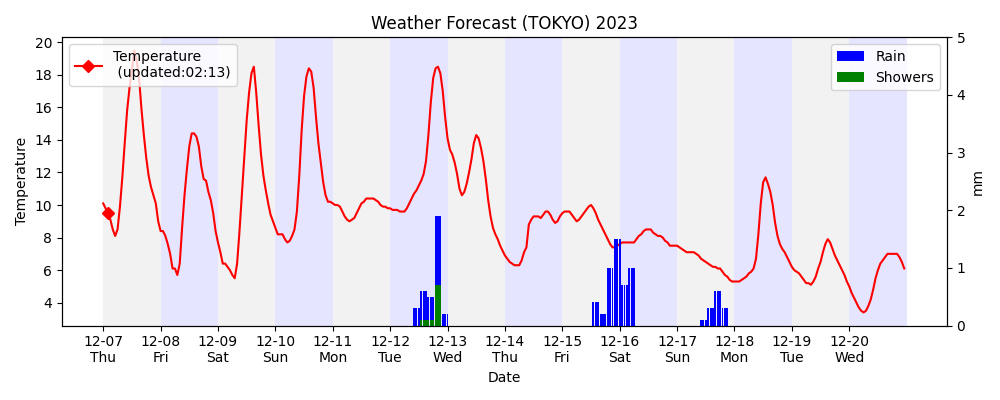 Weather Forecast (TOKYO) 2023
Temperature
(updated:02:13)
Rain
Showers
20
18
16
14
12
10
8
6
4
Temperature
5
4
3
2
1
0
mm
12-07 12-08 12-09 12-10 12-11 12-12 12-13 12-14 12-15 12-16 12-17 12-18 12-19 12-20
Thu Fri Sat Sun Mon Tue Wed Thu Fri Sat Sun Mon Tue Wed
Date